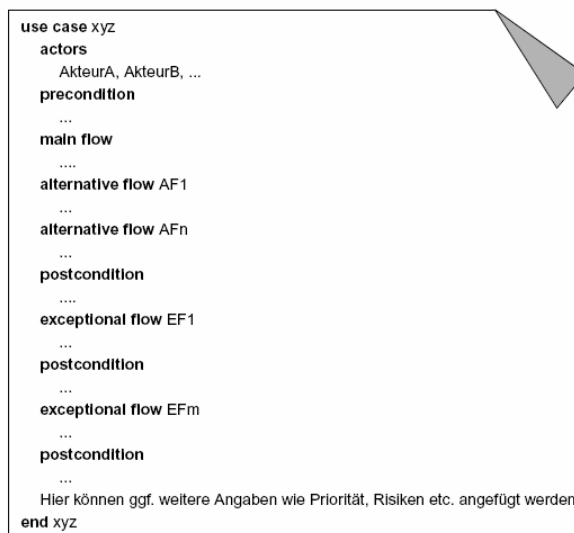 use case xyz
actors
AkteurA, AkteurB, ...
precondition
...
main flow
....
alternative flow AF1
...
alternative flow AFn
...
postcondition
....
exceptional flow EF1
...
postcondition
...
exceptional flow EFm
...
postcondition
...
Hier können ggf. weitere Angaben wie Priorität, Risiken etc. angefügt werden
end xyz